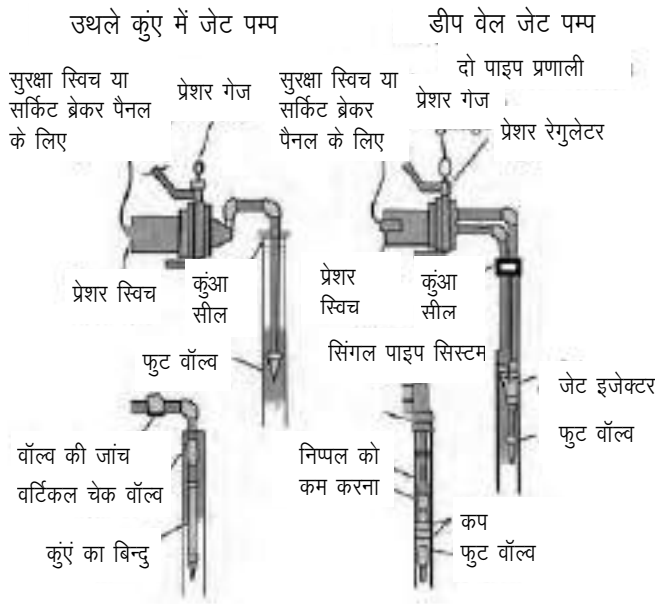 उथले कुंए में जेट पम्प
सुरक्षा स्विच या
सर्किट ब्रेकर पैनल
के लिए
प्रेशर गेज
प्रेशर स्विच
कुंआ
सील
फुट वॉल्व
वॉल्व की जांच
वर्टिकल चेक वॉल्व
कुंएं का बिन्दु
डीप वेल जेट पम्प
दो पाइप प्रणाली
सुरक्षा स्विच या
सर्किट ब्रेकर
पैनल के लिए
प्रेशर गेज
प्रेशर रेगुलेटर
प्रेशर
स्विच
कुंआ
सील
सिंगल पाइप सिस्टम
जेट इजेक्टर
फुट वॉल्व
निप्पल को
कम करना
कप
फुट वॉल्व